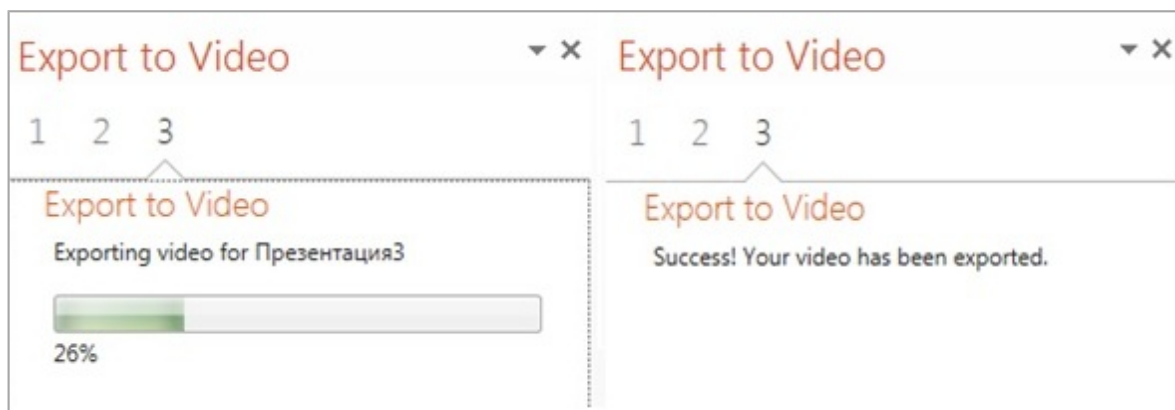 Export to Video
1 2 3
Export to Video
Exporting video for Презентация3
26%
Export to Video
1 2 3
Export to Video
Success! Your video has been exported.